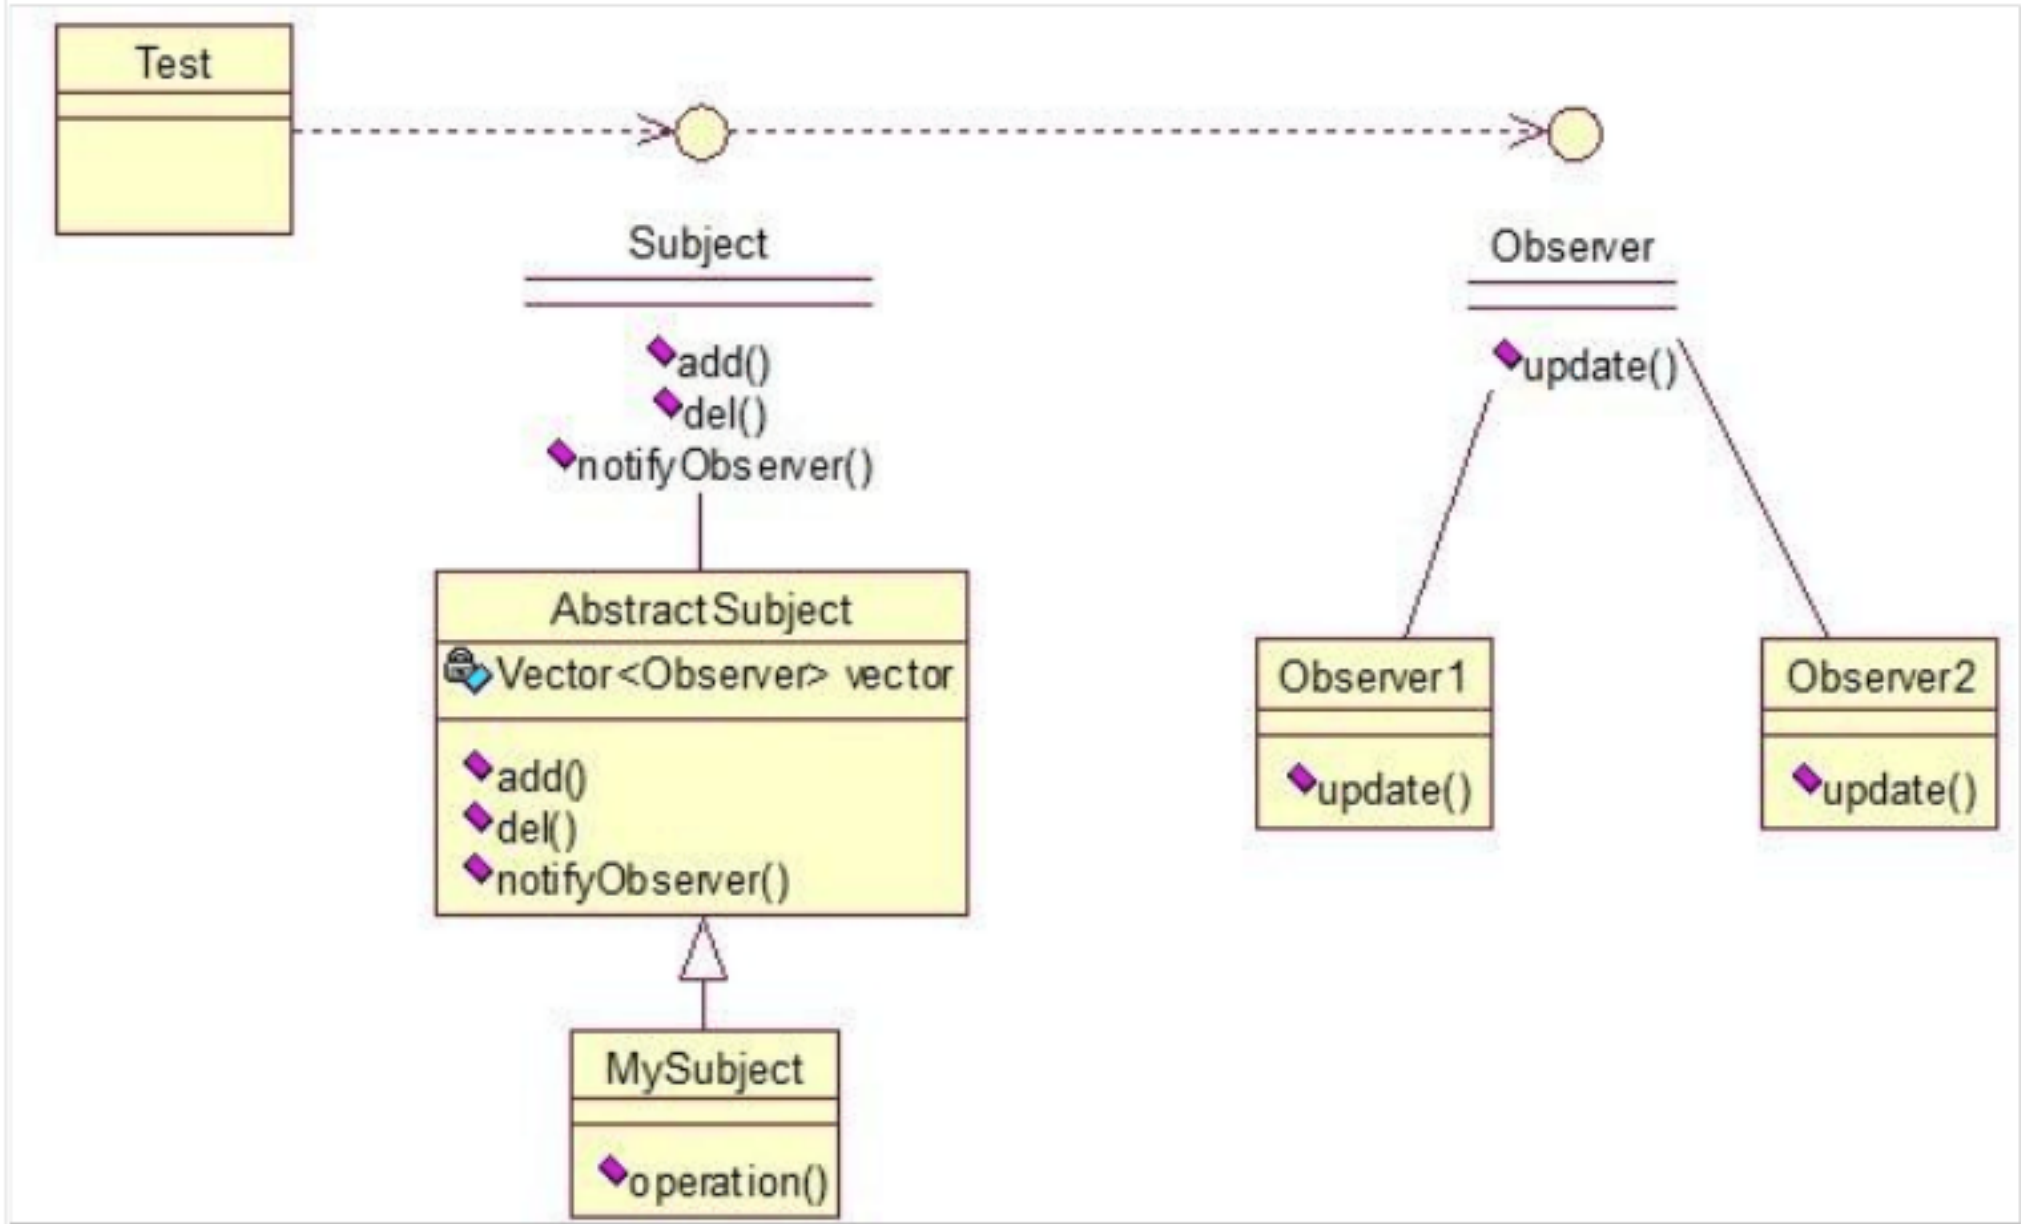 Test
Subject
add()
del()
notifyObserver()
Observer
update()
AbstractSubject
Vector<Observer> vector
add()
del()
notifyObserver()
Observer1
update()
Observer2
update()
MySubject
operation()